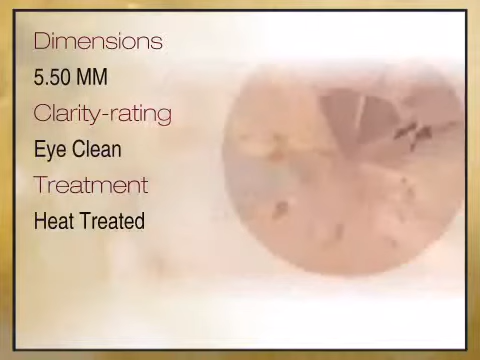 Dimensions
5.50 MM
Clarity-rating
Eye Clean
Treatment
Heat Treated